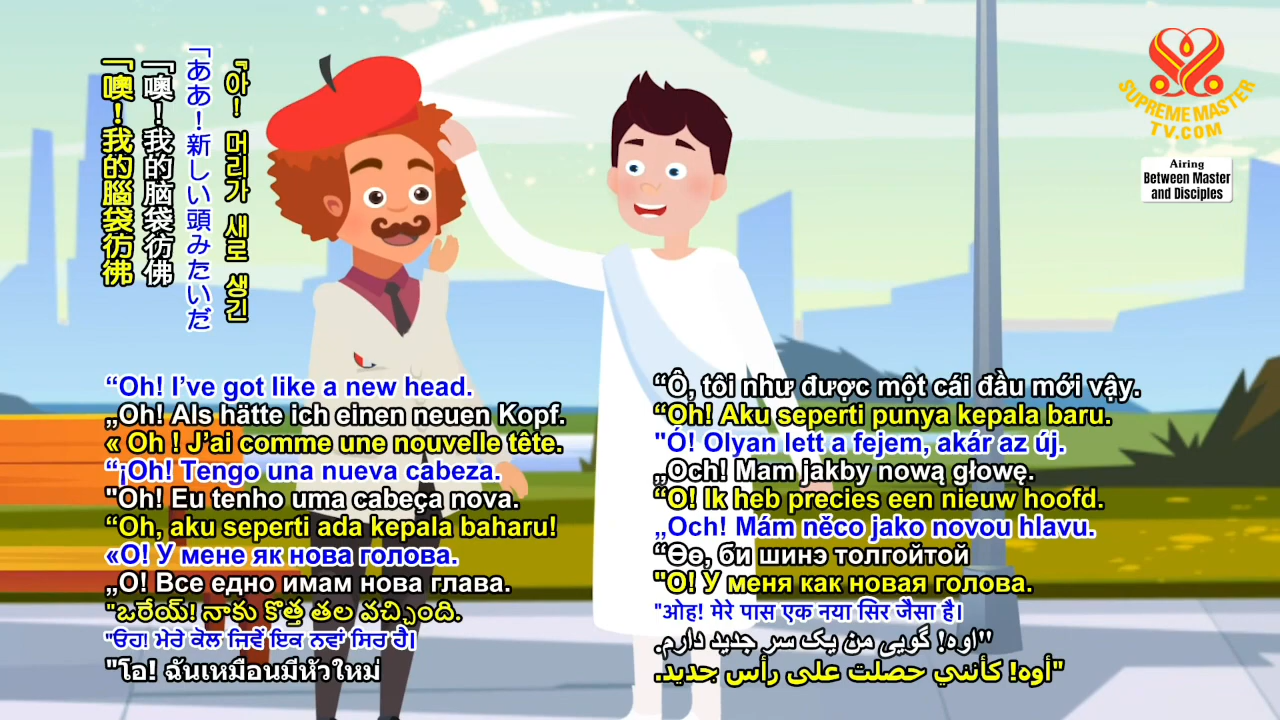 「噢！我的腦袋彷彿
「噢！我的脑袋彷佛
「ああ！新しい頭みたいだ
『아! 머리가 새로 생긴
SUPREME MASTER
TV.COM
Airing
Between Master
and Disciples
“Oh! I’ve got like a new head.
„Oh! Als hätte ich einen neuen Kopf.
« Oh ! J’ai comme une nouvelle tête.
“¡Oh! Tengo una nueva cabeza.
"Oh! Eu tenho uma cabeça nova.
“Oh, aku seperti ada kepala baharu!
«О! У мене як нова голова.
„О! Все едно имам нова глава.
"ఒరేయ్! నాకు కొత్త తల వచ్చింది.
"ਓਹ! ਮੇਰੇ ਕੋਲ ਜਿਵੇਂ ਇਕ ਨਵਾਂ ਸਿਰ ਹੈ।
"โอ! ฉันเหมือนมีหัวใหม่
“Ô, tôi như được một cái đầu mới vậy.
“Oh! Aku seperti punya kepala baru.
"Ó! Olyan lett a fejem, akár az új.
„Och! Mam jakby nową głowę.
“O! Ik heb precies een nieuw hoofd.
„Och! Mám něco jako novou hlavu.
“Өө, би шинэ толгойтой
"О! У меня как новая голова.
"ओह! मेरे पास एक नया सिर जैसा है।
"اوه! گویی من یک سر جدید دارم.
"أوه! كأنني حصلت على رأس جديد.